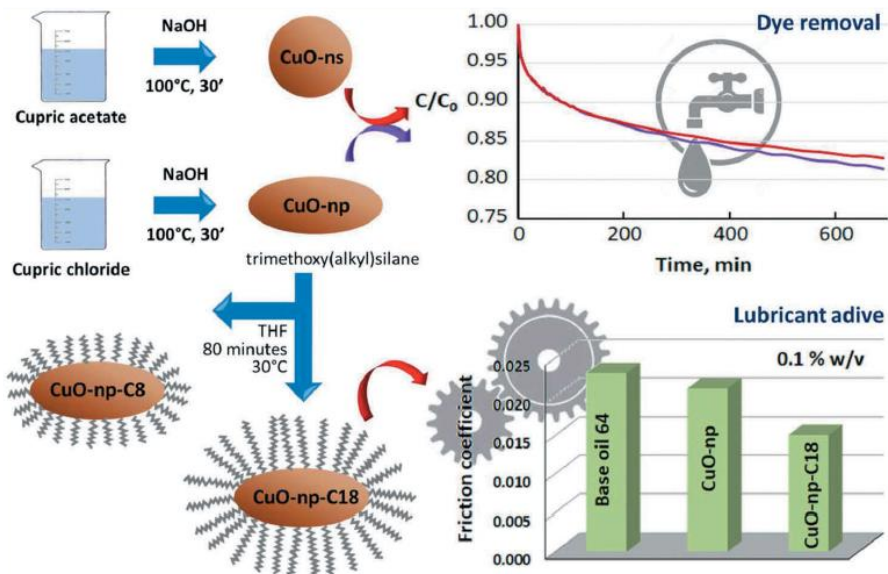 Cupric acetate
NaOH
100°C, 30′
CuO-ns
Cupric chloride
NaOH
100°C, 30′
CuO-np
trimethoxy(alkyl)silane
THF
80 minutes
30°C
CuO-np-C8
CuO-np-C18
Dye removal
C/C₀
1.00
0.95
0.90
0.85
0.80
0.75
0
200
400
600
Time, min
Lubricant adive
0.1 % w/v
Friction coefficient
0.025
0.020
0.015
0.010
0.005
0.000
Base oil 64
CuO-np
CuO-np-C18